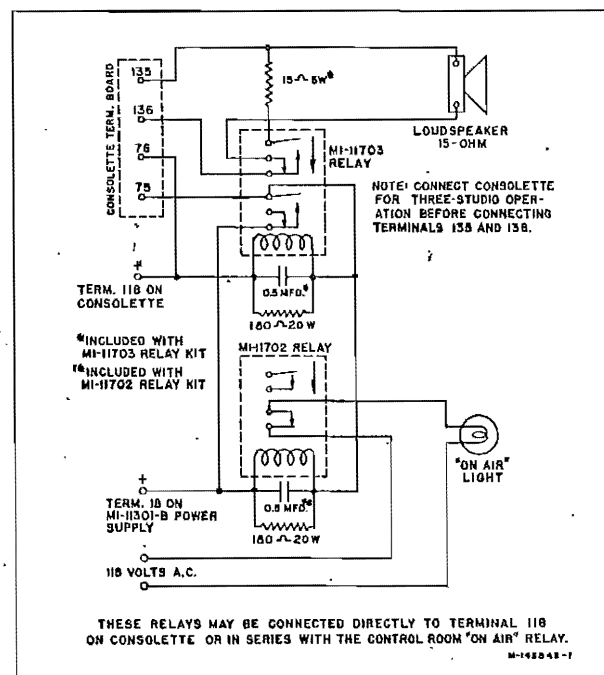 CONSOLETTE TERM. BOARD
135
136
76
75
15 Ω 5W*
MI-11703
RELAY
LOUDSPEAKER
15-OHM
NOTE: CONNECT CONSOLETTE
FOR THREE-STUDIO OPER-
ATION BEFORE CONNECTING
TERMINALS 135 AND 136.
+
TERM. 118 ON
CONSOLETTE
0.5 MFD.*
180 Ω 20 W
*INCLUDED WITH
MI-11703 RELAY KIT
**INCLUDED WITH
MI-11702 RELAY KIT
MI-11702 RELAY
"ON AIR"
LIGHT
+
TERM. 18 ON
MI-11301-B POWER
SUPPLY
0.5 MFD.**
180 Ω 20 W
118 VOLTS A.C.
THESE RELAYS MAY BE CONNECTED DIRECTLY TO TERMINAL 118
ON CONSOLETTE OR IN SERIES WITH THE CONTROL ROOM "ON AIR" RELAY.